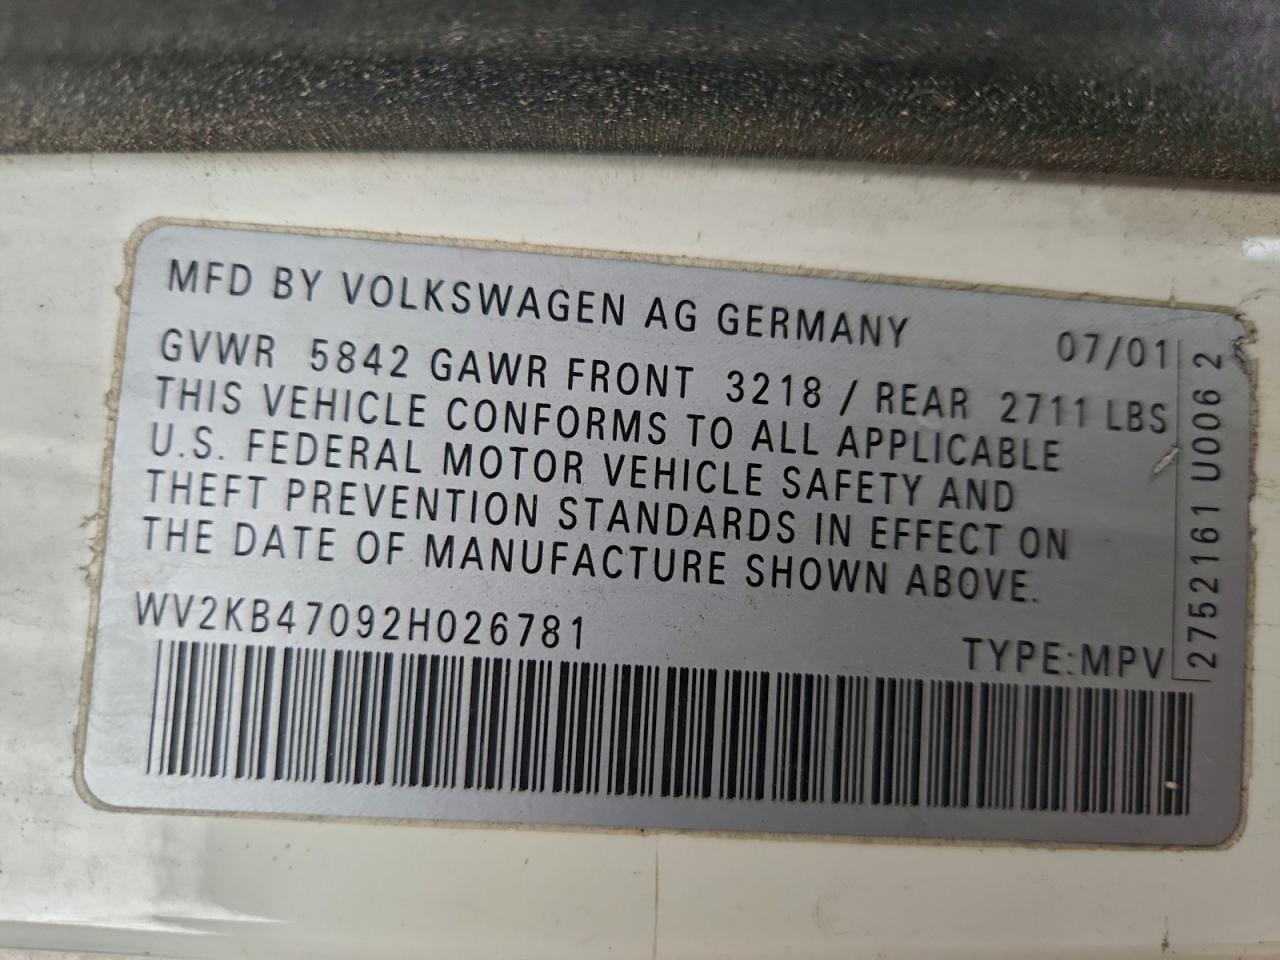 MFD BY VOLKSWAGEN AG GERMANY 07/01
GVWR 5842 GAWR FRONT 3218 / REAR 2711 LBS
THIS VEHICLE CONFORMS TO ALL APPLICABLE
U.S. FEDERAL MOTOR VEHICLE SAFETY AND
THEFT PREVENTION STANDARDS IN EFFECT ON
THE DATE OF MANUFACTURE SHOWN ABOVE.
WV2KB47092H026781
TYPE:MPV
2752161 U006 2